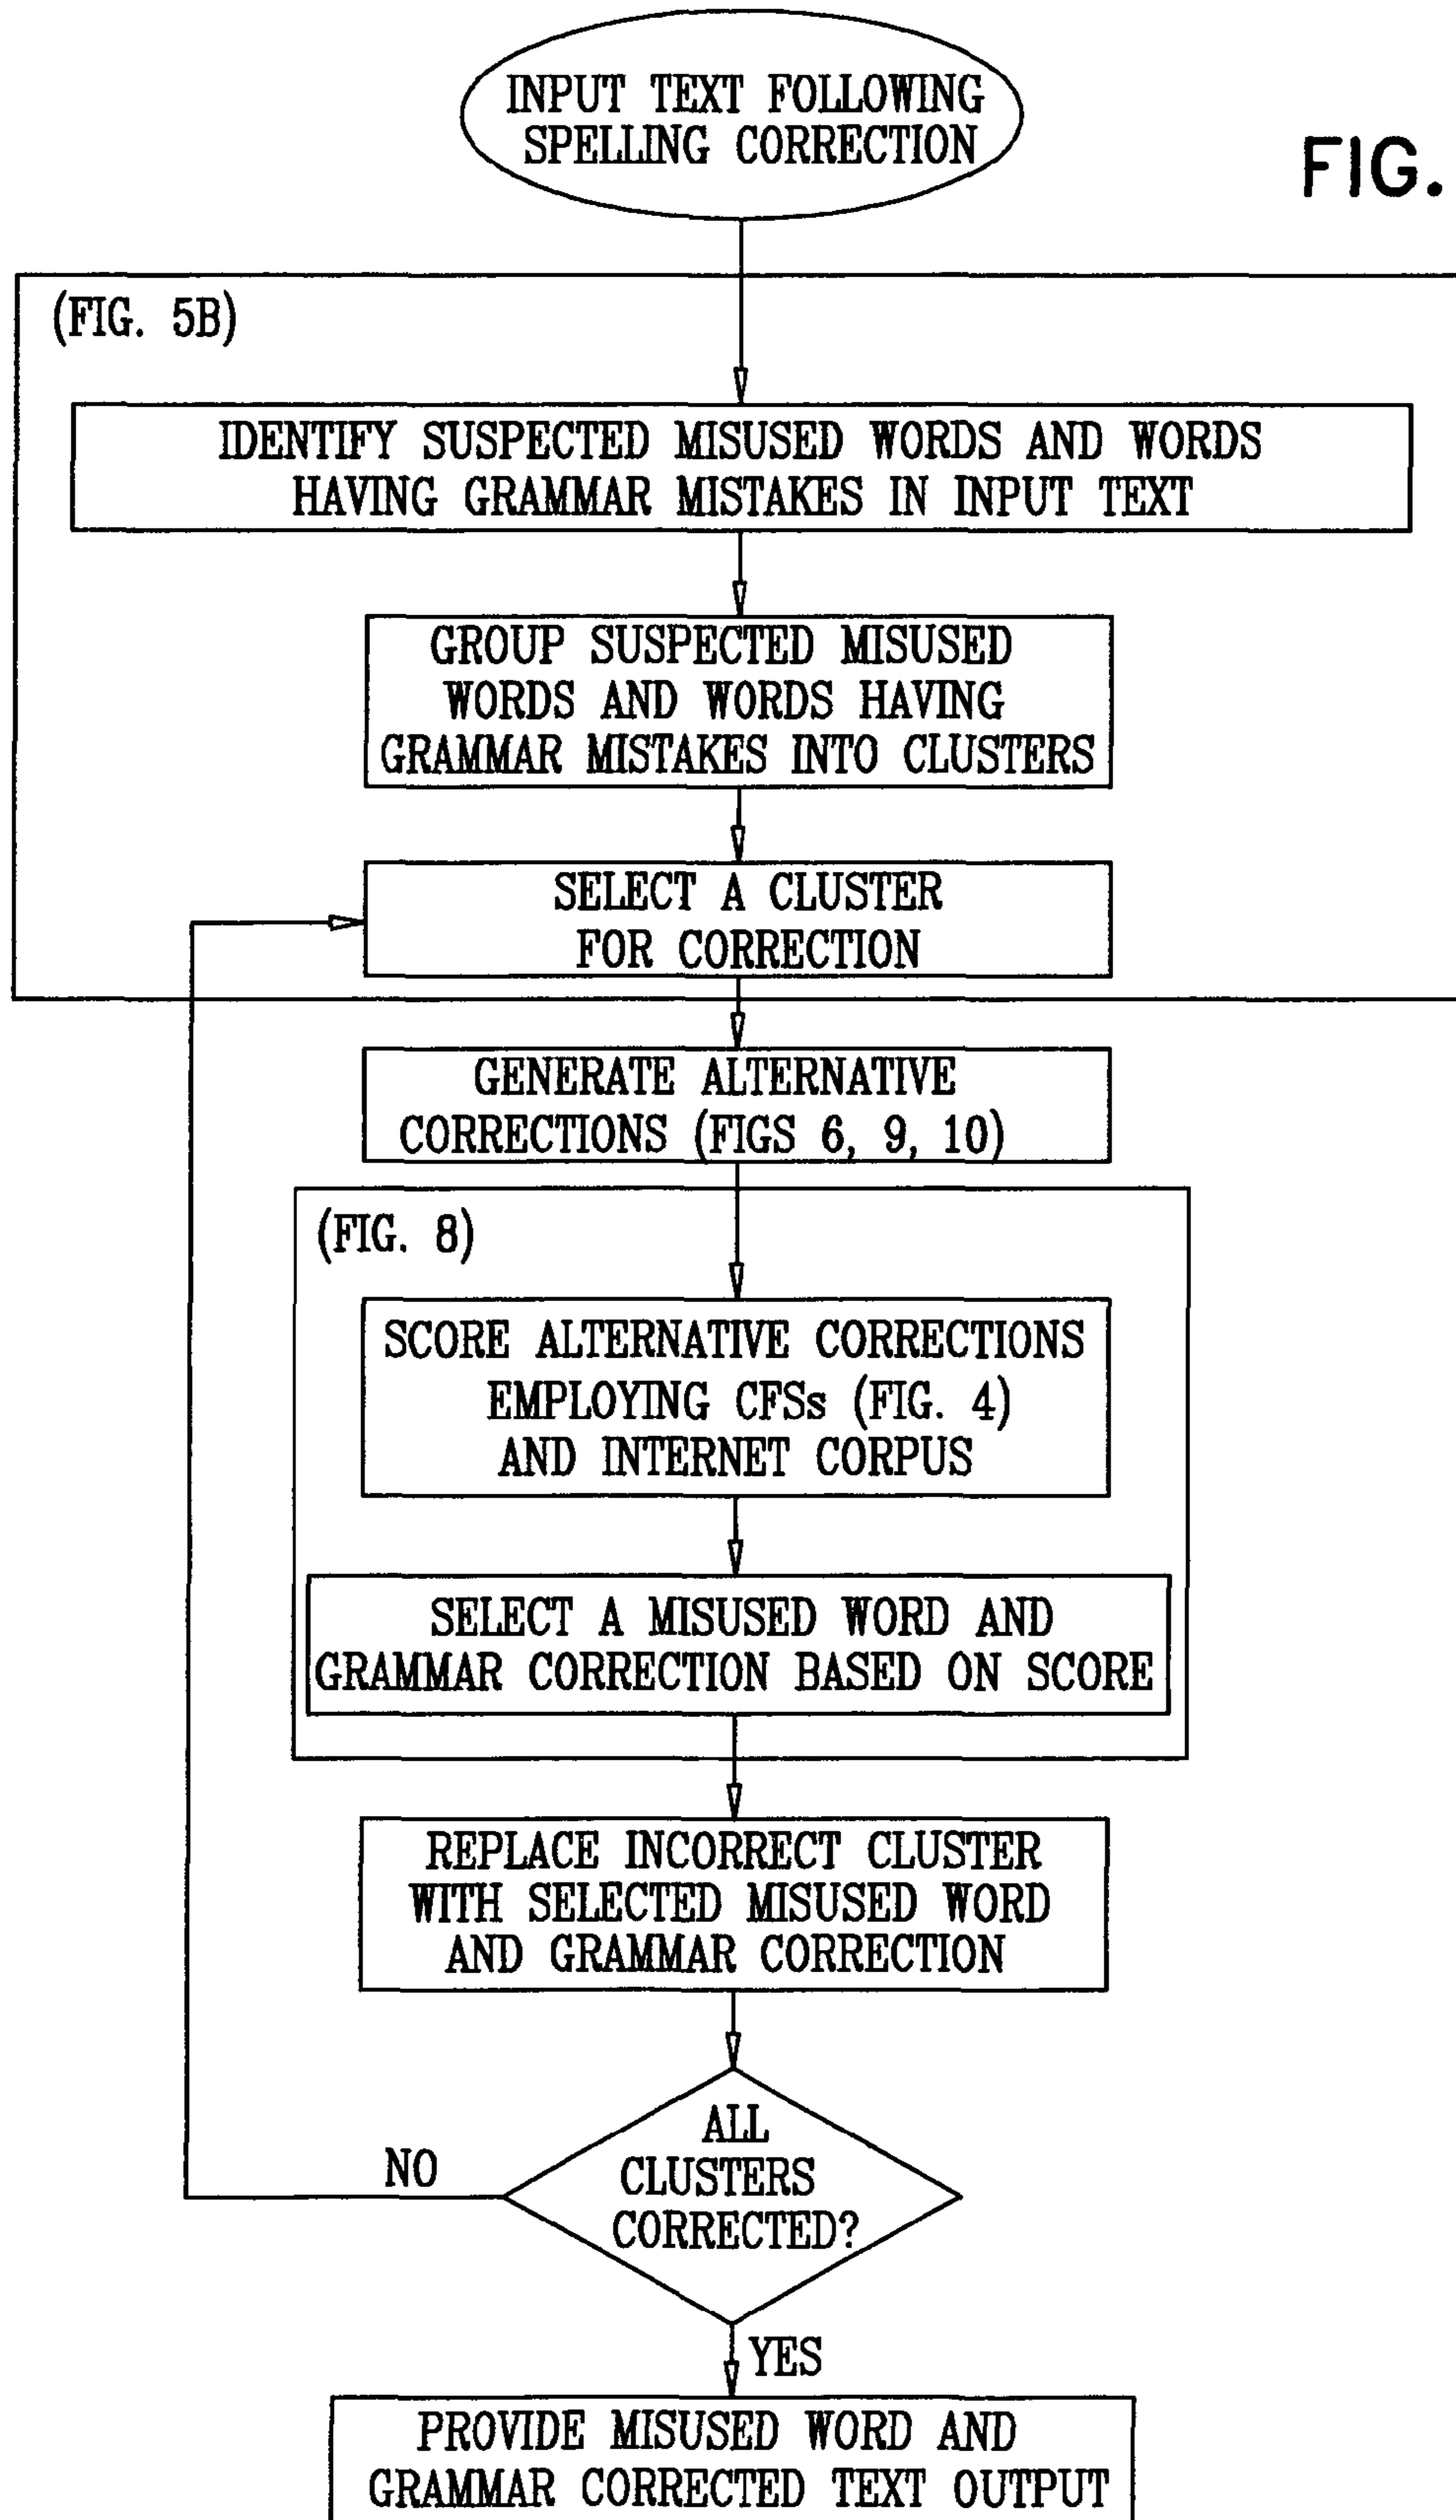 INPUT TEXT FOLLOWING
SPELLING CORRECTION
FIG.
(FIG. 5B)
IDENTIFY SUSPECTED MISUSED WORDS AND WORDS
HAVING GRAMMAR MISTAKES IN INPUT TEXT
GROUP SUSPECTED MISUSED
WORDS AND WORDS HAVING
GRAMMAR MISTAKES INTO CLUSTERS
SELECT A CLUSTER
FOR CORRECTION
GENERATE ALTERNATIVE
CORRECTIONS (FIGS 6, 9, 10)
(FIG. 8)
SCORE ALTERNATIVE CORRECTIONS
EMPLOYING CFSs (FIG. 4)
AND INTERNET CORPUS
SELECT A MISUSED WORD AND
GRAMMAR CORRECTION BASED ON SCORE
REPLACE INCORRECT CLUSTER
WITH SELECTED MISUSED WORD
AND GRAMMAR CORRECTION
ALL
CLUSTERS
CORRECTED?
NO
YES
PROVIDE MISUSED WORD AND
GRAMMAR CORRECTED TEXT OUTPUT